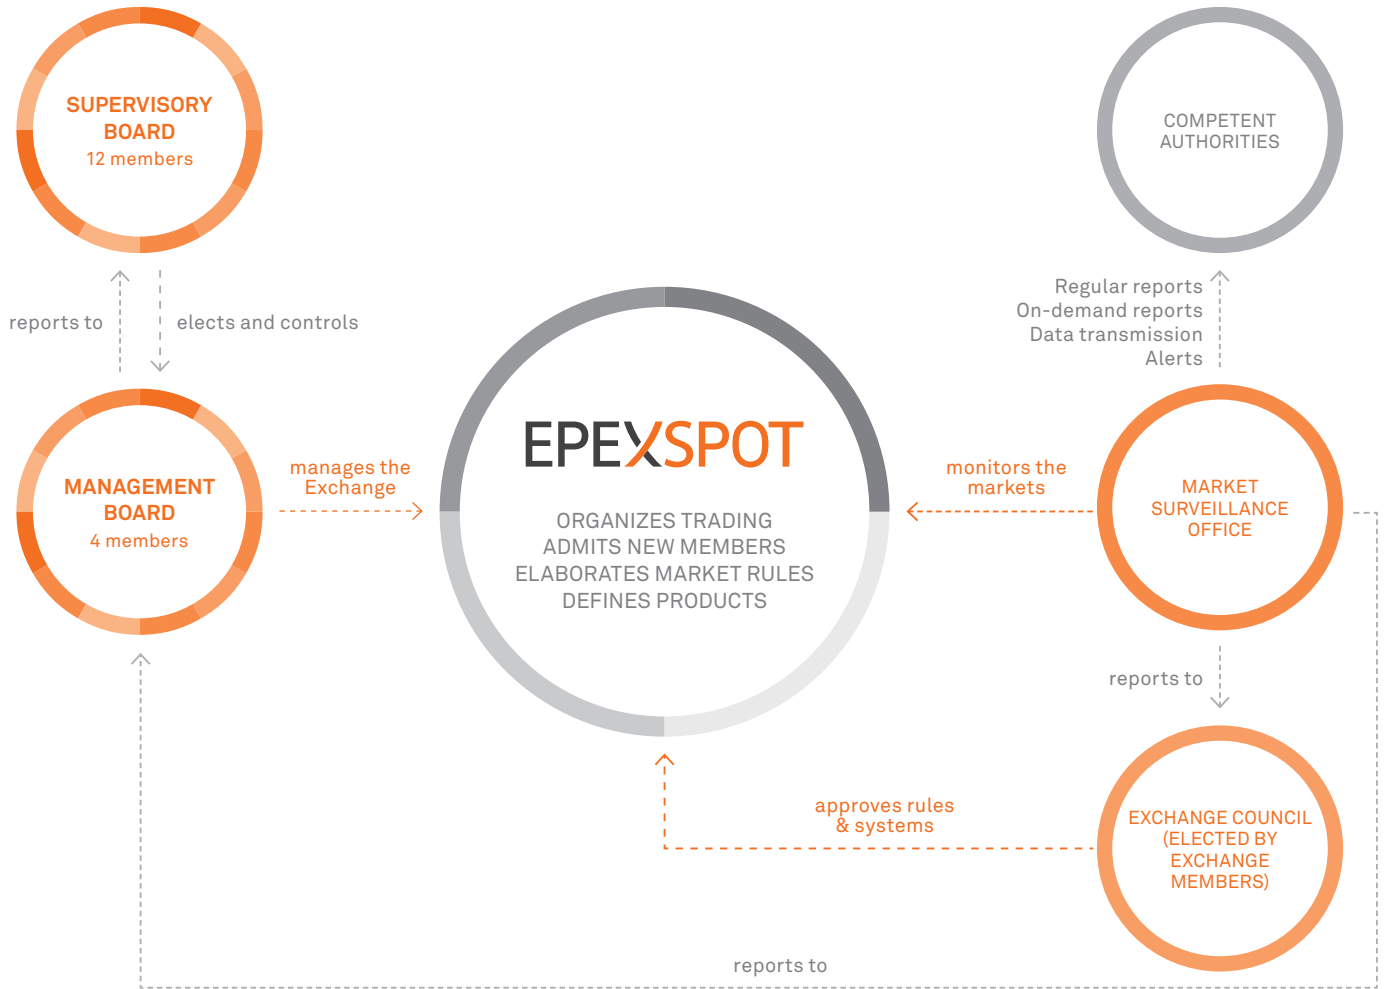 SUPERVISORY
BOARD
12 members
COMPETENT
AUTHORITIES
reports to
elects and controls
Regular reports
On-demand reports
Data transmission
Alerts
MANAGEMENT
BOARD
4 members
manages the
Exchange
EPEXSPOT
ORGANIZES TRADING
ADMITS NEW MEMBERS
ELABORATES MARKET RULES
DEFINES PRODUCTS
monitors the
markets
MARKET
SURVEILLANCE
OFFICE
reports to
approves rules
& systems
EXCHANGE COUNCIL
(ELECTED BY
EXCHANGE
MEMBERS)
reports to